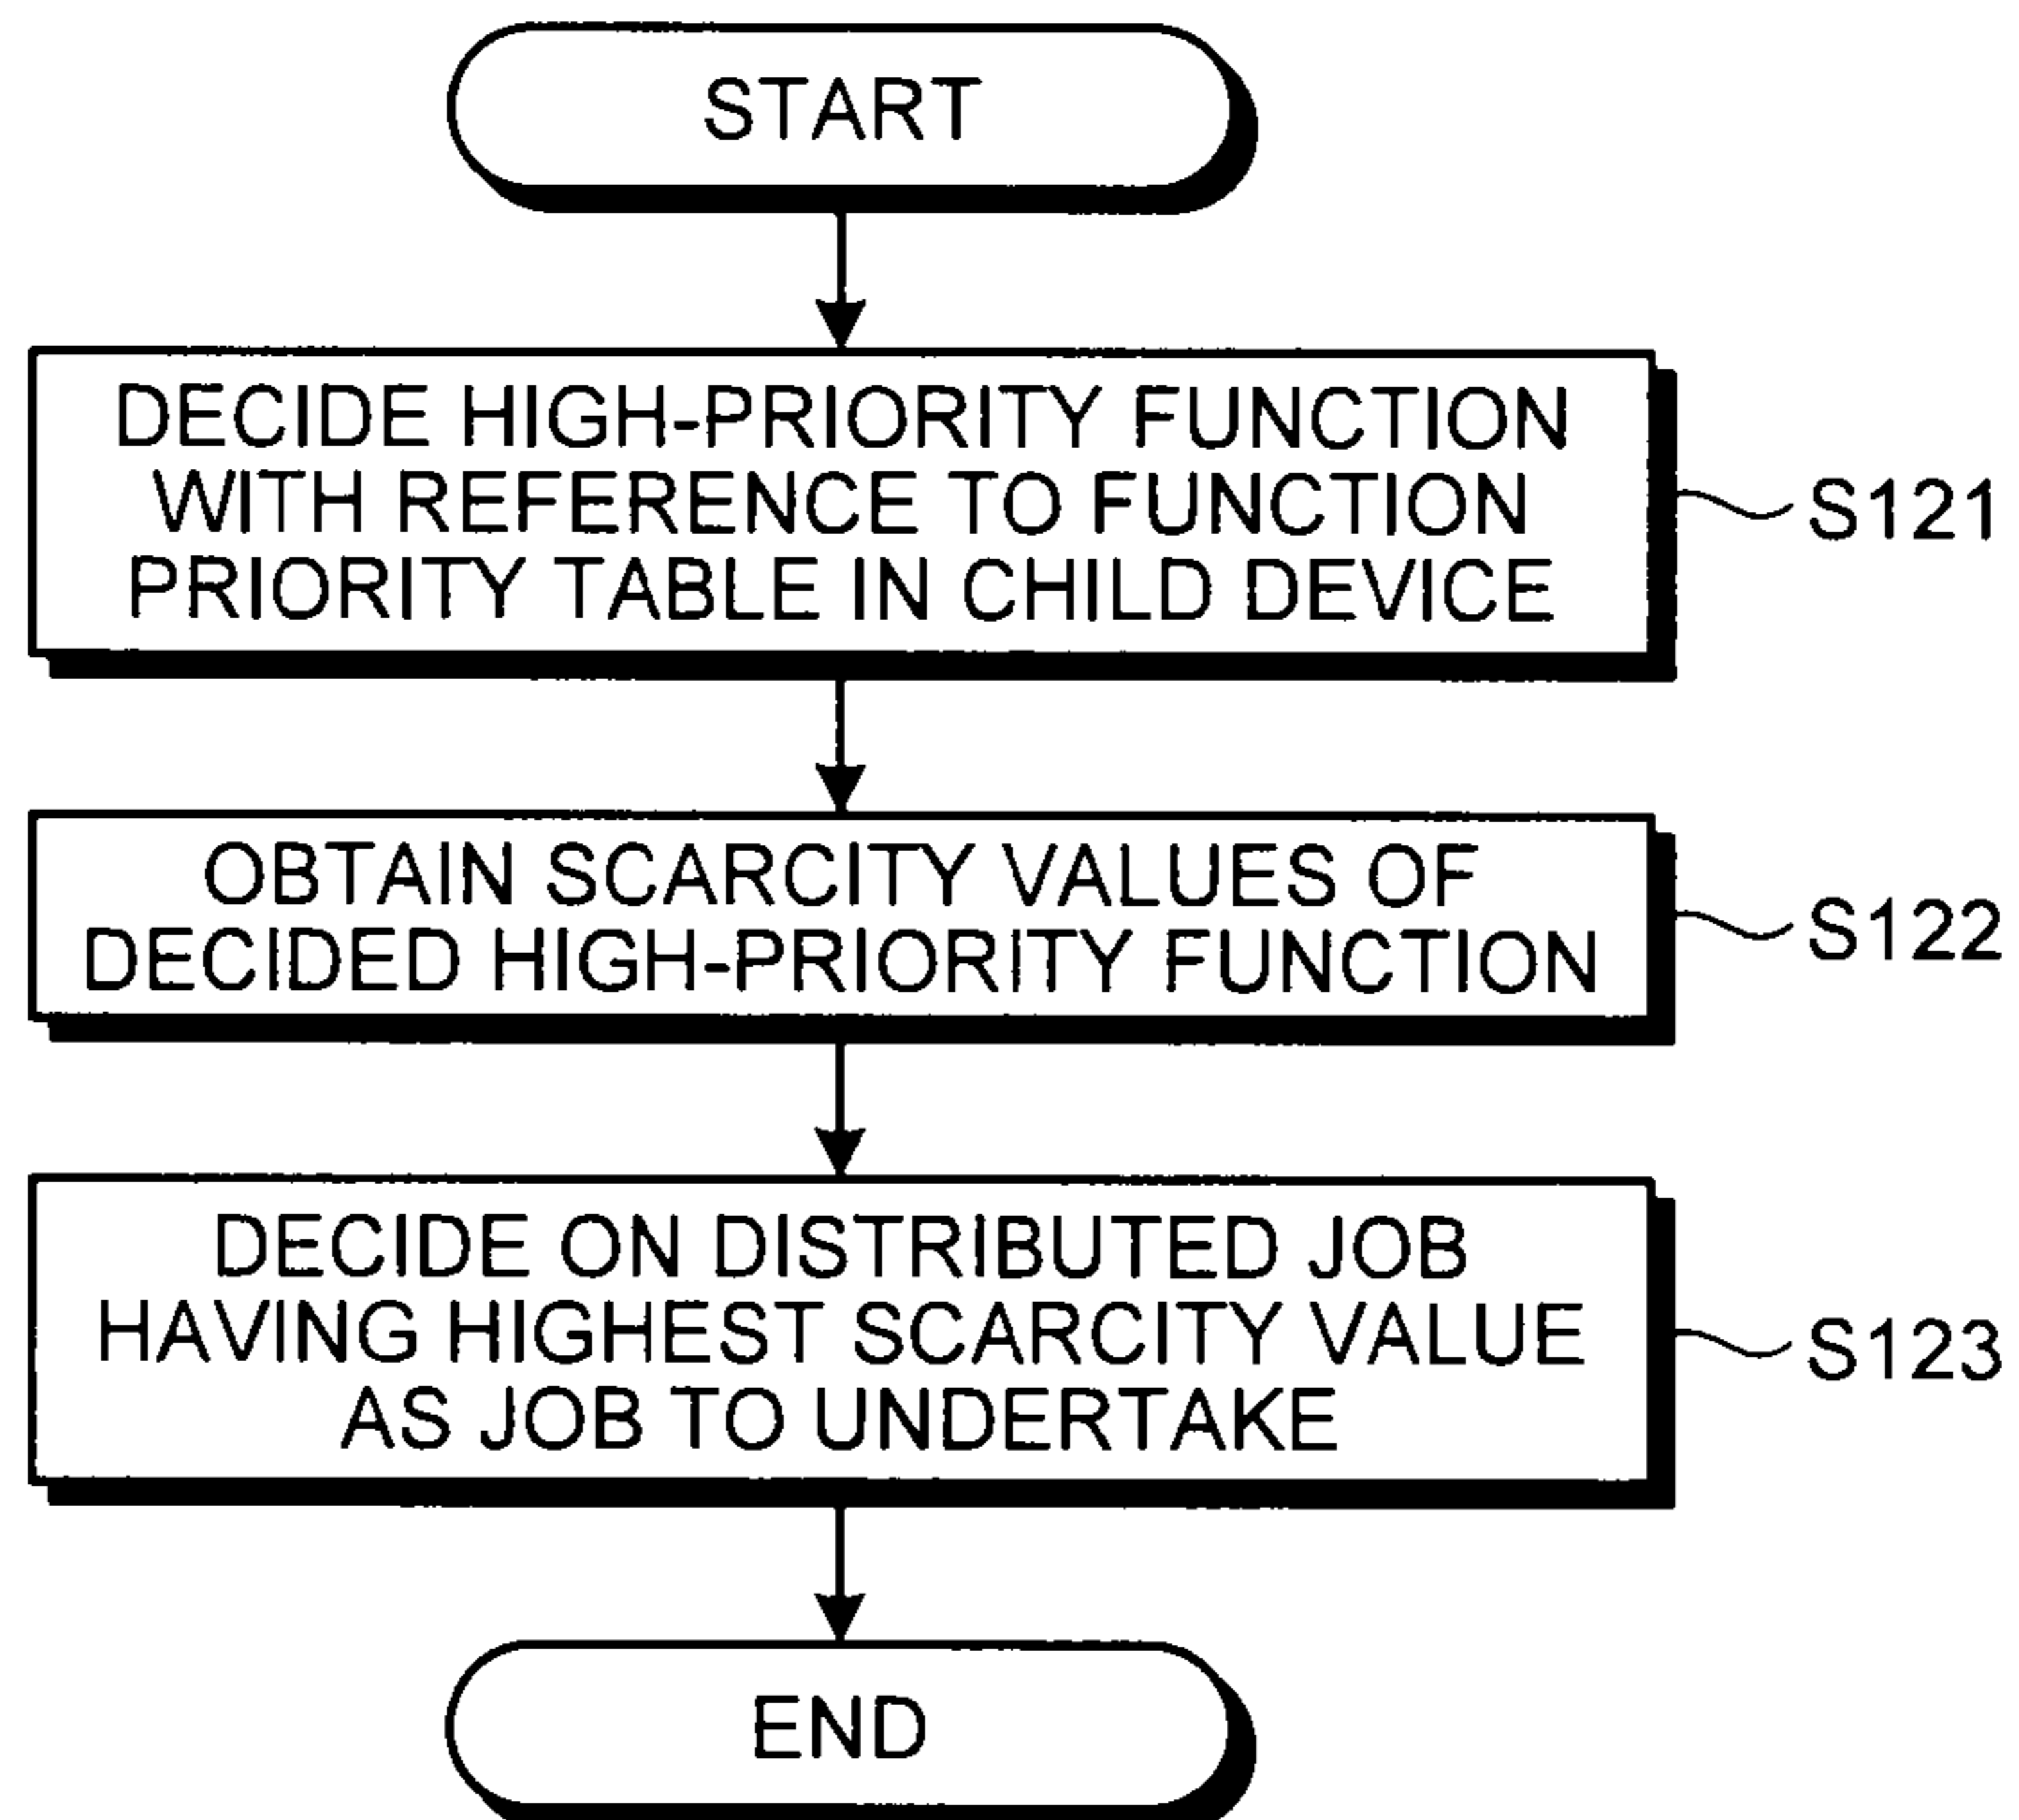 START
DECIDE HIGH-PRIORITY FUNCTION
WITH REFERENCE TO FUNCTION
PRIORITY TABLE IN CHILD DEVICE
S121
OBTAIN SCARCITY VALUES OF
DECIDED HIGH-PRIORITY FUNCTION
S122
DECIDE ON DISTRIBUTED JOB
HAVING HIGHEST SCARCITY VALUE
AS JOB TO UNDERTAKE
S123
END